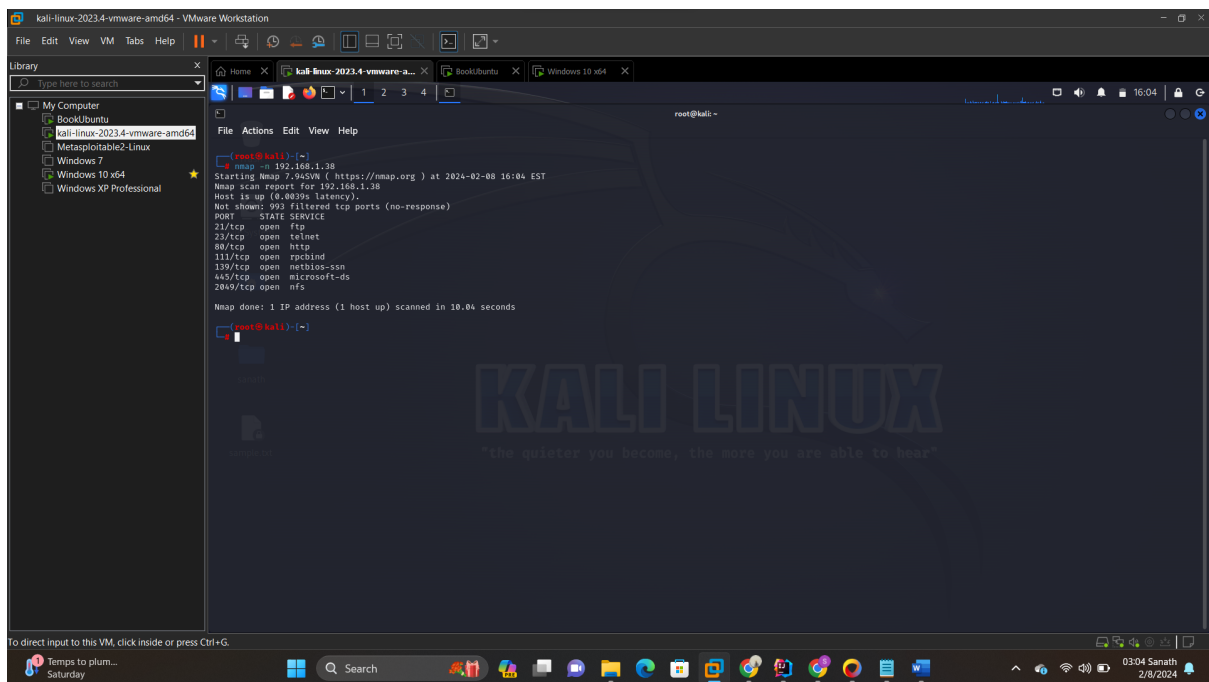 kali-linux-2023.4-vmware-amd64 - VMware Workstation
File Edit View VM Tabs Help
Library X
Type here to search
My Computer
BookUbuntu
kali-linux-2023.4-vmware-amd64
Metasploitable2-Linux
Windows 7
Windows 10 x64
Windows XP Professional
Home kali-linux-2023.4-vmware-a... BookUbuntu Windows 10 x64
1 2 3 4
16:04
root@kali: ~
File Actions Edit View Help
(root㉿kali)-[~]
# nmap -n 192.168.1.38
Starting Nmap 7.94SVN ( https://nmap.org ) at 2024-02-08 16:04 EST
Nmap scan report for 192.168.1.38
Host is up (0.0039s latency).
Not shown: 993 filtered tcp ports (no-response)
PORT STATE SERVICE
21/tcp open ftp
23/tcp open telnet
80/tcp open http
111/tcp open rpcbind
139/tcp open netbios-ssn
445/tcp open microsoft-ds
2049/tcp open nfs
Nmap done: 1 IP address (1 host up) scanned in 10.04 seconds
(root㉿kali)-[~]
#
KALI LINUX
"the quieter you become, the more you are able to hear"
To direct input to this VM, click inside or press Ctrl+G.
1
Temps to plum...
Saturday
Search
PRE
03:04 Sanath
2/8/2024